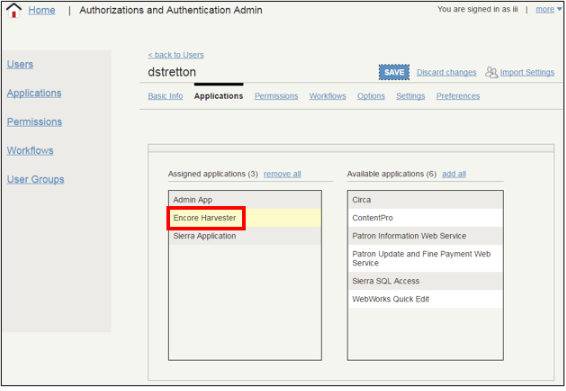 Home | Authorizations and Authentication Admin You are signed in as iii | more
< back to Users
dstretton SAVE Discard changes Import Settings
Users
Basic Info Applications Permissions Workflows Options Settings Preferences
Applications
Permissions
Workflows
User Groups
Assigned applications (3) remove all
Admin App
Encore Harvester
Sierra Application
Available applications (6) add all
Circa
ContentPro
Patron Information Web Service
Patron Update and Fine Payment Web
Service
Sierra SQL Access
WebWorks Quick Edit